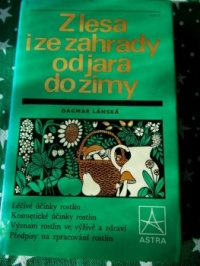 Z lesa
i ze zahrady
od jara
do zimy
DAGMAR LÁNSKÁ
Léčivé účinky rostlin
Kosmetické účinky rostlin
Význam rostlin ve výživě a zdraví
Předpisy na zpracování rostlin
ASTRA